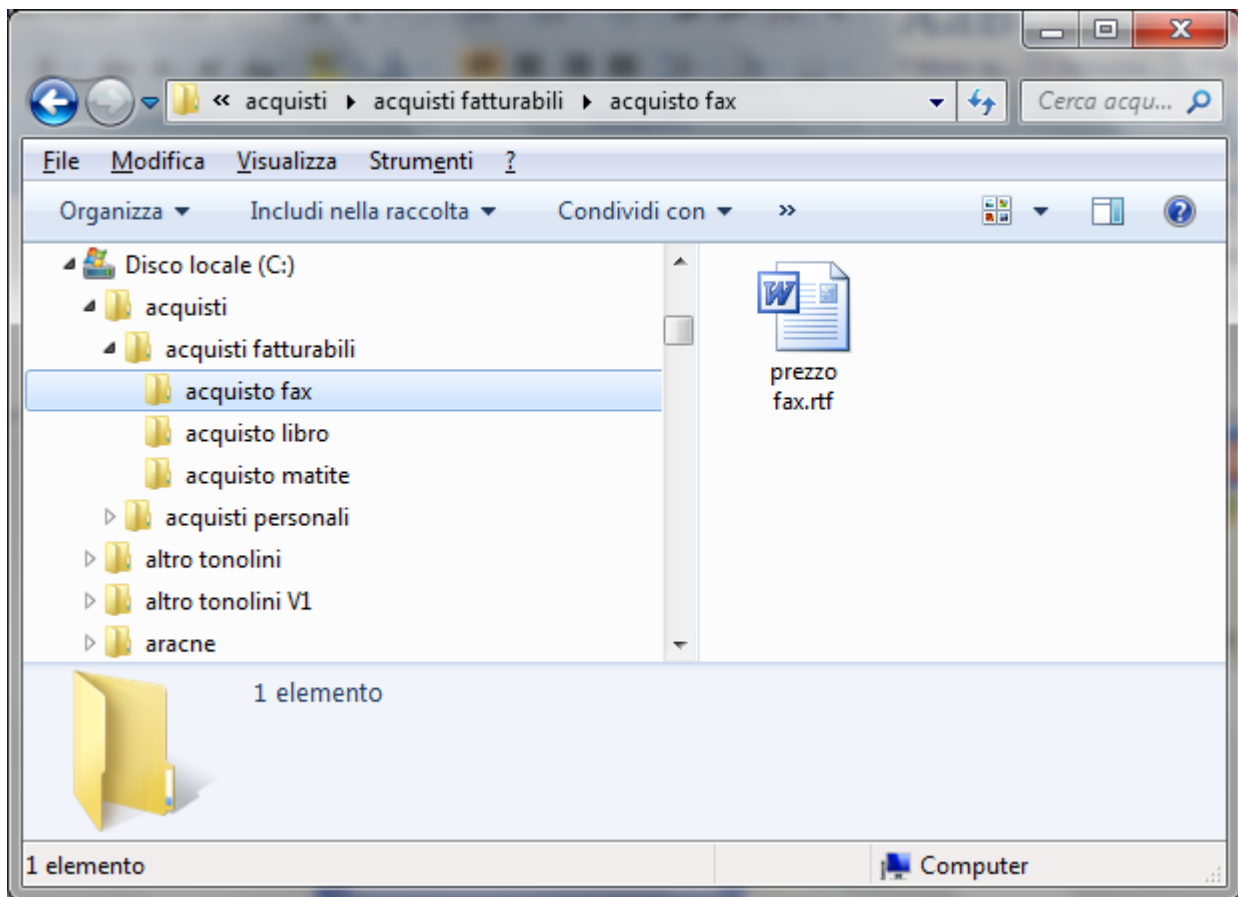 « acquisti ▸ acquisti fatturabili ▸ acquisto fax
Cerca acqu...
File Modifica Visualizza Strumenti ?
Organizza Includi nella raccolta Condividi con »
Disco locale (C:)
acquisti
acquisti fatturabili
acquisto fax
acquisto libro
acquisto matite
acquisti personali
altro tonolini
altro tonolini V1
aracne
prezzo
fax.rtf
1 elemento
1 elemento
Computer